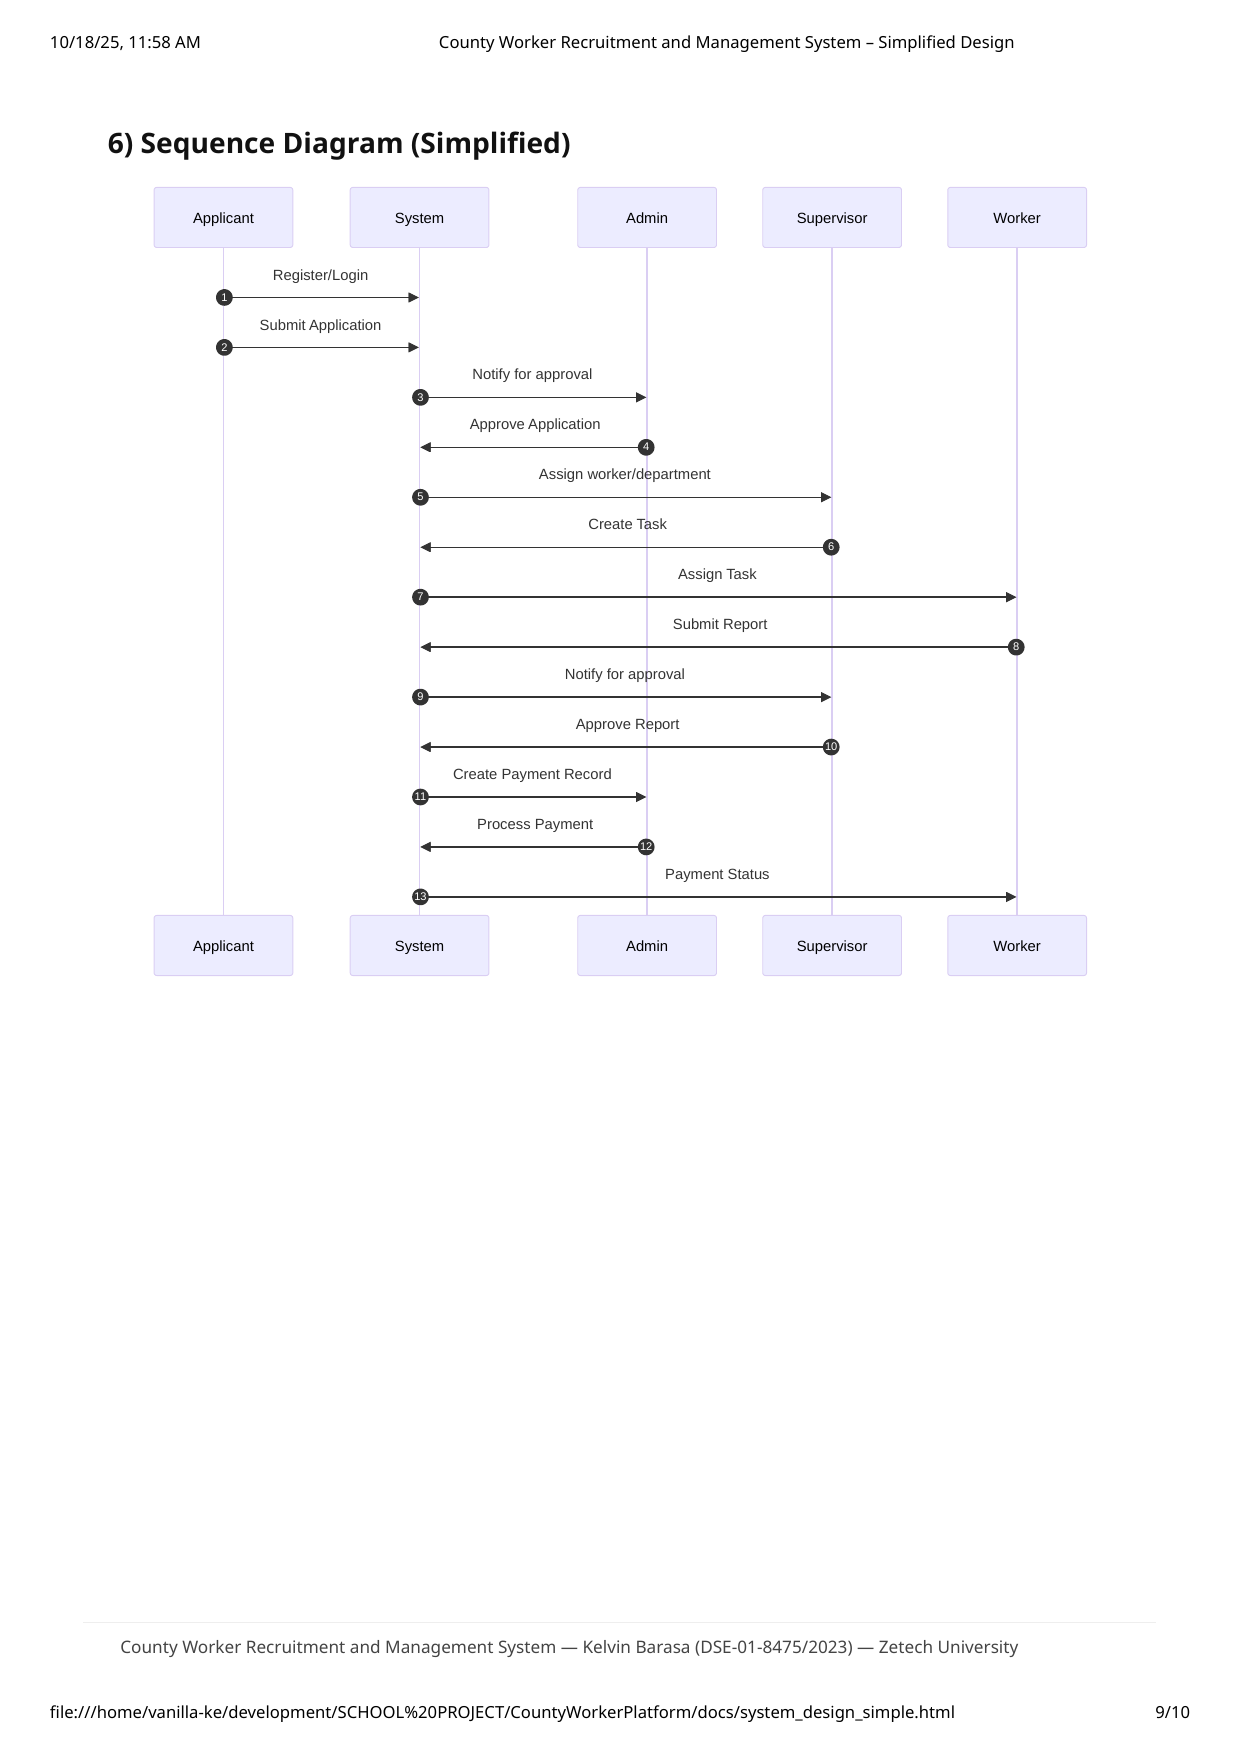 10/18/25, 11:58 AM County Worker Recruitment and Management System – Simplified Design
6) Sequence Diagram (Simplified)
Applicant System Admin Supervisor Worker
Register/Login
1
Submit Application
2
Notify for approval
3
Approve Application
4
Assign worker/department
5
Create Task
6
Assign Task
7
Submit Report
8
Notify for approval
9
Approve Report
10
Create Payment Record
11
Process Payment
12
Payment Status
13
Applicant System Admin Supervisor Worker
County Worker Recruitment and Management System — Kelvin Barasa (DSE-01-8475/2023) — Zetech University
file:///home/vanilla-ke/development/SCHOOL%20PROJECT/CountyWorkerPlatform/docs/system_design_simple.html 9/10